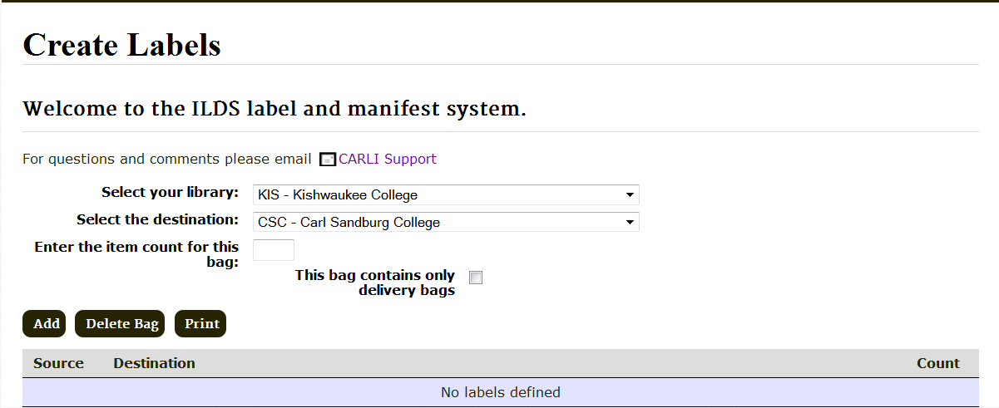 Create Labels
Welcome to the ILDS label and manifest system.
For questions and comments please email CARLI Support
Select your library: KIS - Kishwaukee College
Select the destination: CSC - Carl Sandburg College
Enter the item count for this
bag:
This bag contains only
delivery bags
Add Delete Bag Print
Source Destination Count
No labels defined